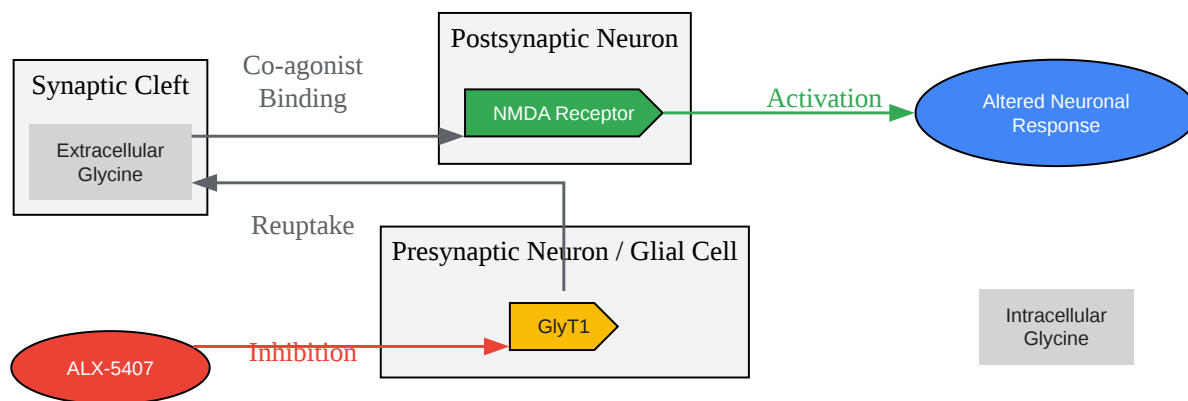 Postsynaptic Neuron
NMDA Receptor
Synaptic Cleft
Extracellular
Glycine
Co-agonist
Binding
Activation
Altered Neuronal
Response
Reuptake
Presynaptic Neuron / Glial Cell
GlyT1
Inhibition
ALX-5407
Intracellular
Glycine